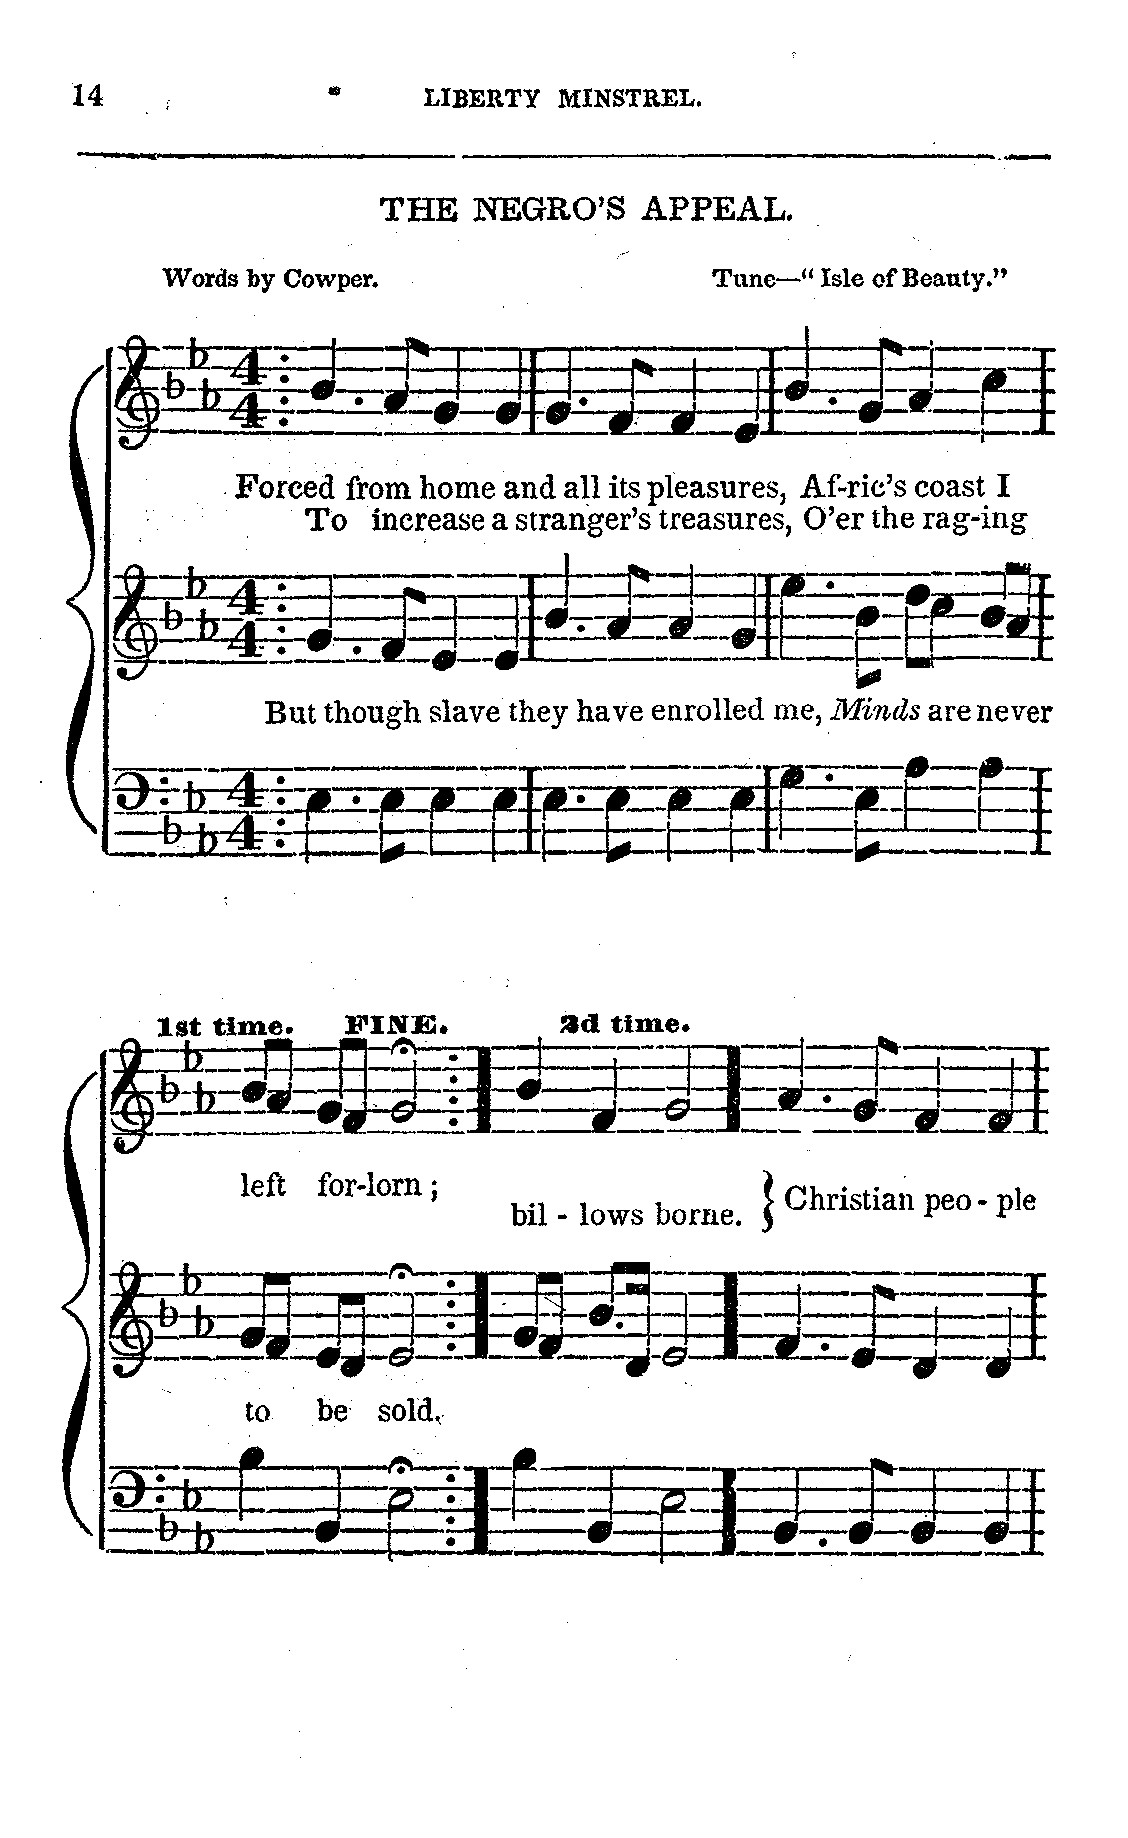 14 LIBERTY MINSTREL.
THE NEGRO'S APPEAL.
Words by Cowper. Tune—“Isle of Beauty.”
4
4
Forced from home and all its pleasures, Af-ric's coast I
To increase a stranger's treasures, O'er the rag-ing
4
4
But though slave they have enrolled me, Minds are never
4
4
1st time. FINE. 2d time.
left for-lorn;
bil - lows borne. } Christian peo - ple
to be sold.